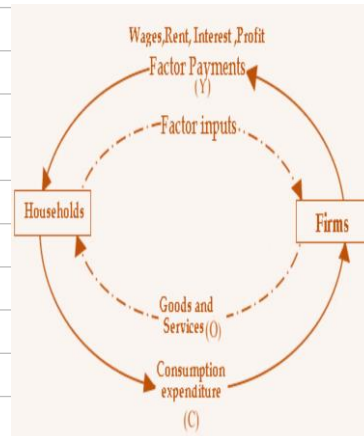 Wages,Rent, Interest ,Profit
Factor Payments
(Y)
Factor inputs
Households
Firms
Goods and
Services(O)
Consumption
expenditure
(C)